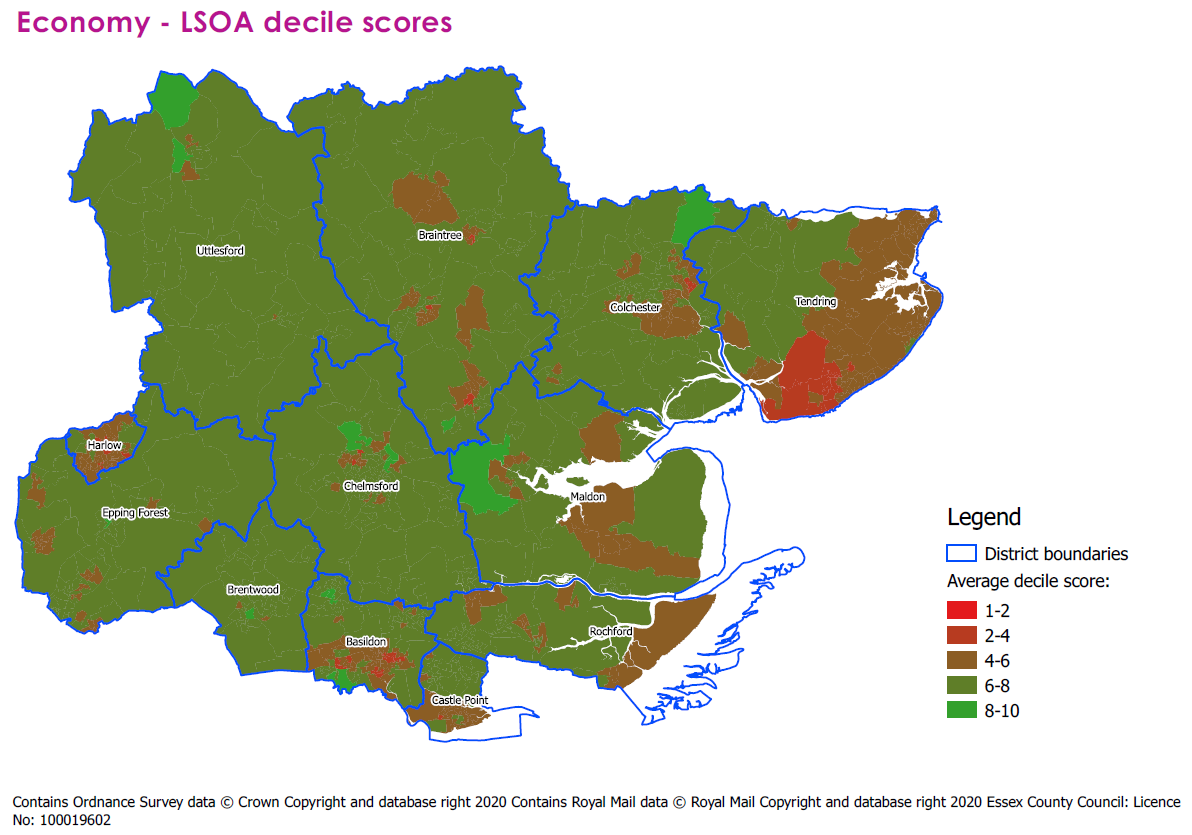 Economy - LSOA decile scores
Uttlesford
Braintree
Colchester
Tendring
Harlow
Chelmsford
Epping Forest
Maldon
Brentwood
Basildon
Rochford
Castle Point
Legend
District boundaries
Average decile score:
1-2
2-4
4-6
6-8
8-10
Contains Ordnance Survey data © Crown Copyright and database right 2020 Contains Royal Mail data © Royal Mail Copyright and database right 2020 Essex County Council: Licence
No: 100019602